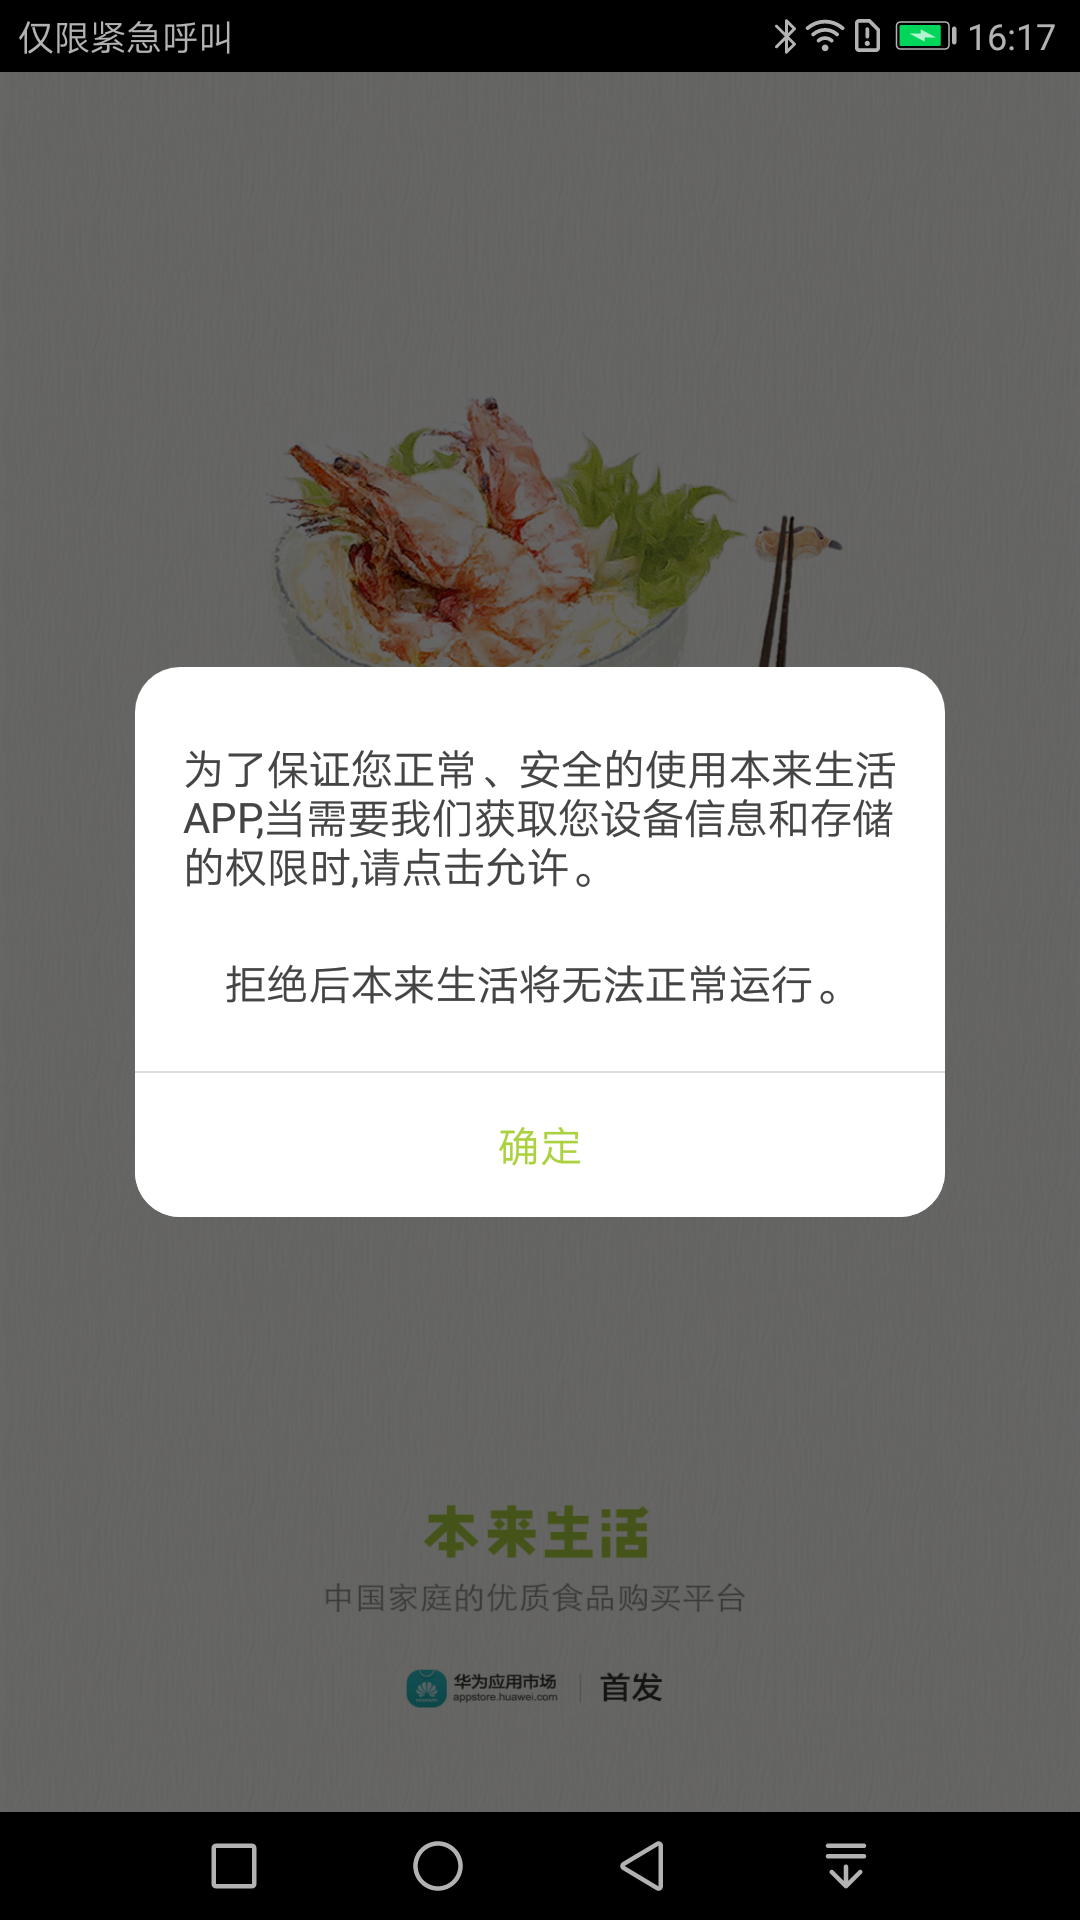 仅限紧急呼叫
16:17
为了保证您正常、安全的使用本来生活
APP,当需要我们获取您设备信息和存储
的权限时,请点击允许。
拒绝后本来生活将无法正常运行。
确定
本来生活
中国家庭的优质食品购买平台
华为应用市场
appstore.huawei.com
首发